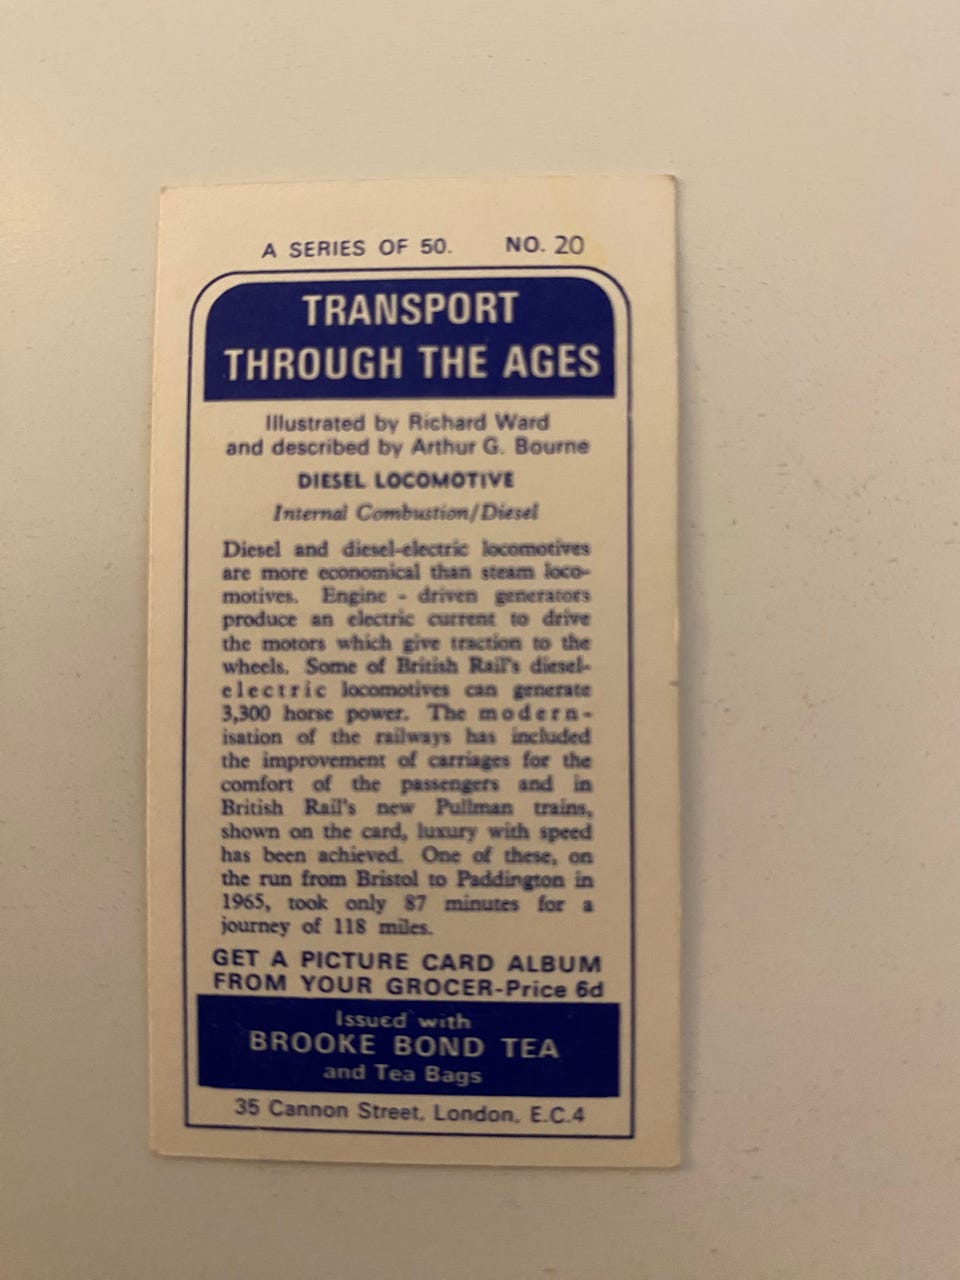 A SERIES OF 50. NO. 20
TRANSPORT
THROUGH THE AGES
Illustrated by Richard Ward
and described by Arthur G. Bourne
DIESEL LOCOMOTIVE
Internal Combustion/Diesel
Diesel and diesel-electric locomotives
are more economical than steam loco-
motives. Engine - driven generators
produce an electric current to drive
the motors which give traction to the
wheels. Some of British Rail's diesel-
electric locomotives can generate
3,300 horse power. The modern-
isation of the railways has included
the improvement of carriages for the
comfort of the passengers and in
British Rail's new Pullman trains,
shown on the card, luxury with speed
has been achieved. One of these, on
the run from Bristol to Paddington in
1965, took only 87 minutes for a
journey of 118 miles.
GET A PICTURE CARD ALBUM
FROM YOUR GROCER-Price 6d
Issued with
BROOKE BOND TEA
and Tea Bags
35 Cannon Street, London, E.C.4